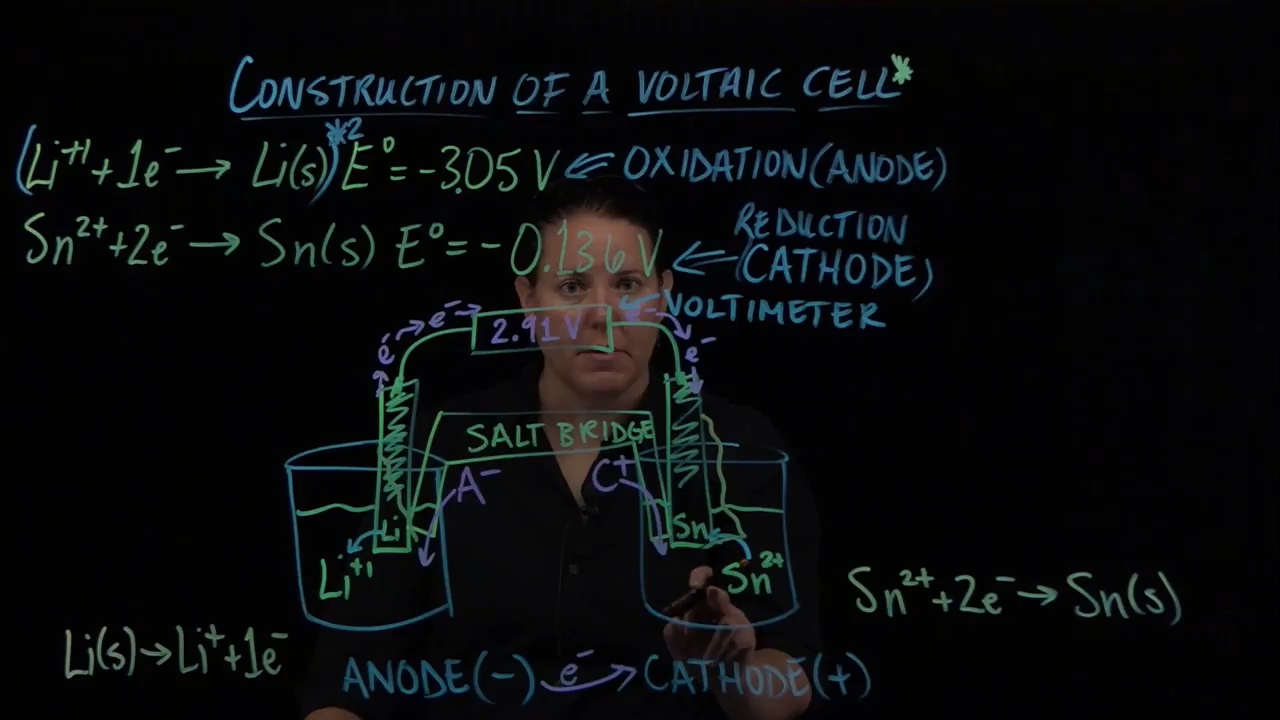 CONSTRUCTION OF A VOLTAIC CELL*
(Li⁺¹+1e⁻→Li(s))*2 E°=-3.05 V ⇐ OXIDATION(ANODE)
Sn²⁺+2e⁻→Sn(s) E°=-0.136 V ⇐ REDUCTION (CATHODE)
VOLTIMETER
e⁻ e⁻ 2.91 V e⁻ e⁻
SALT BRIDGE
A⁻ C⁺
Li Sn
Li⁺¹ Sn²⁺
Sn²⁺+2e⁻→Sn(s)
Li(s)→Li⁺+1e⁻
ANODE(-) e⁻→ CATHODE(+)